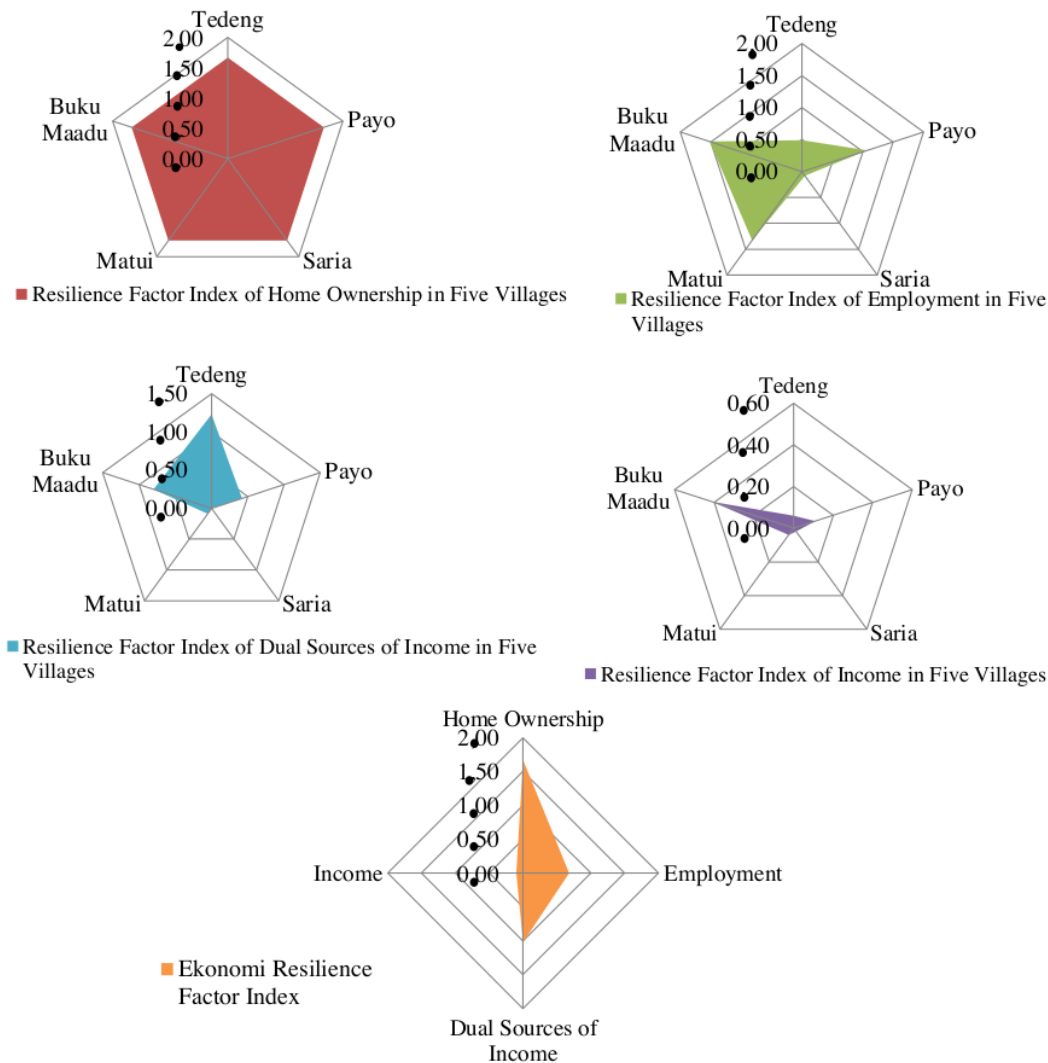 Tedeng
2.00
1.50
1.00
0.50
0.00
Buku
Maadu
Payo
Matui
Saria
Resilience Factor Index of Home Ownership in Five Villages
Tedeng
2.00
1.50
1.00
0.50
0.00
Buku
Maadu
Payo
Matui
Saria
Resilience Factor Index of Employment in Five
Villages
Tedeng
1.50
1.00
0.50
0.00
Buku
Maadu
Payo
Matui
Saria
Resilience Factor Index of Dual Sources of Income in Five
Villages
Tedeng
0.60
0.40
0.20
0.00
Buku
Maadu
Payo
Matui
Saria
Resilience Factor Index of Income in Five Villages
Home Ownership
2.00
1.50
1.00
0.50
0.00
Income
Employment
Ekonomi Resilience
Factor Index
Dual Sources of
Income